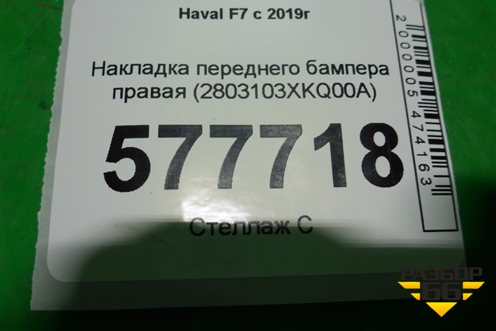 Haval F7 с 2019г
Накладка переднего бампера
правая (2803103XKQ00A)
577718
Стеллаж С
2000005474163
РАЗБОР
66